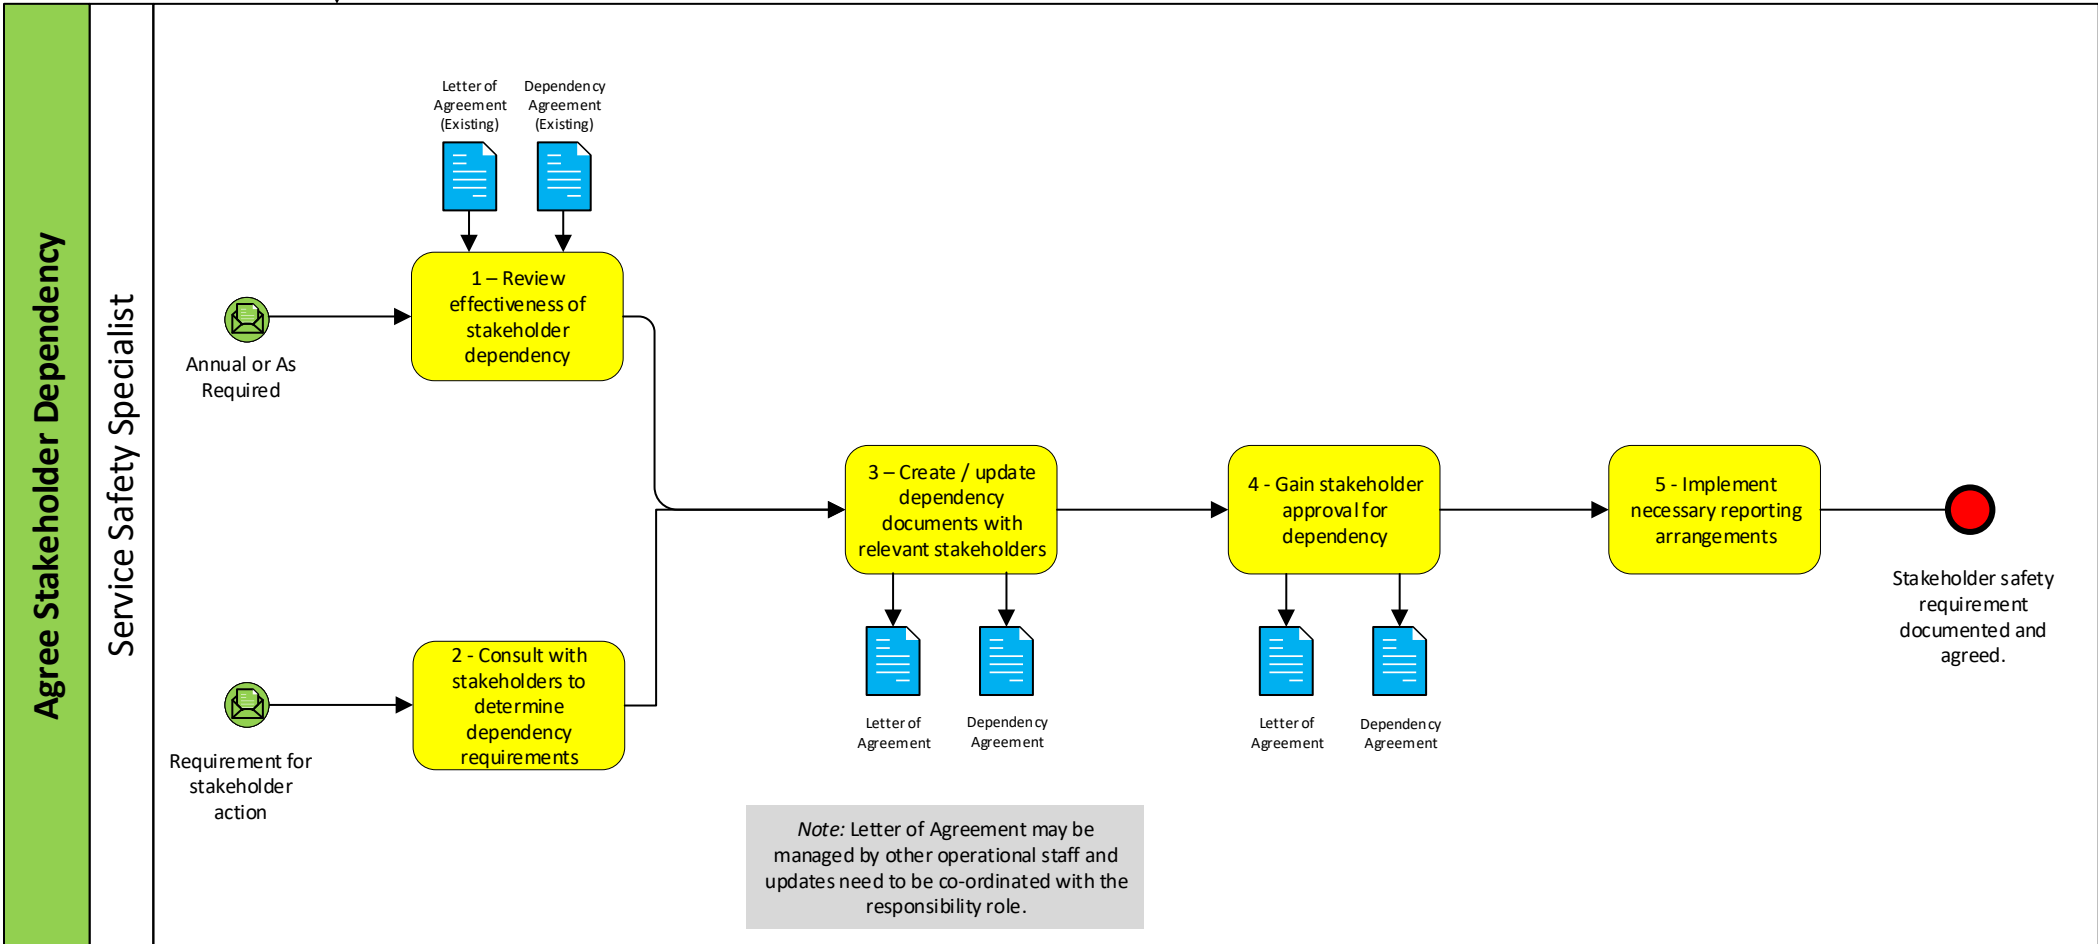 Agree Stakeholder Dependency
Service Safety Specialist
Letter of
Agreement
(Existing)
Dependency
Agreement
(Existing)
1 – Review
effectiveness of
stakeholder
dependency
Annual or As
Required
2 - Consult with
stakeholders to
determine
dependency
requirements
Requirement for
stakeholder
action
3 – Create / update
dependency
documents with
relevant stakeholders
Letter of
Agreement
Dependency
Agreement
4 - Gain stakeholder
approval for
dependency
Letter of
Agreement
Dependency
Agreement
5 - Implement
necessary reporting
arrangements
Stakeholder safety
requirement
documented and
agreed.
Note: Letter of Agreement may be
managed by other operational staff and
updates need to be co-ordinated with the
responsibility role.